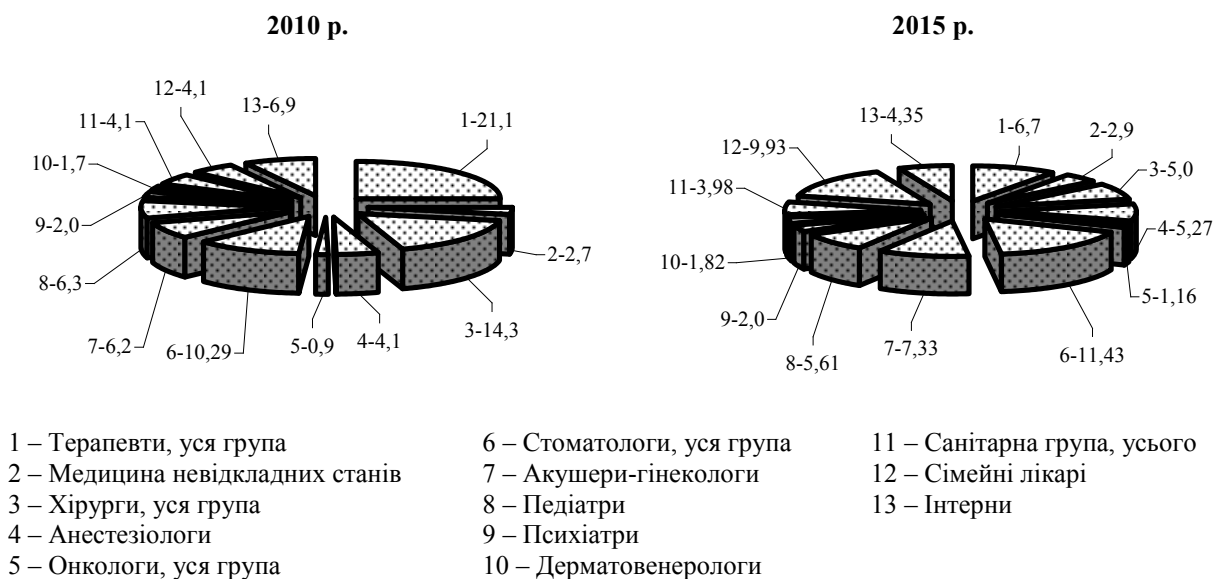 2010 р.
12-4,1
13-6,9
11-4,1
1-21,1
10-1,7
9-2,0
2-2,7
8-6,3
3-14,3
7-6,2
6-10,29
5-0,9
4-4,1
2015 р.
13-4,35
1-6,7
2-2,9
12-9,93
3-5,0
11-3,98
4-5,27
10-1,82
5-1,16
9-2,0
8-5,61
7-7,33
6-11,43
1 – Терапевти, уся група
2 – Медицина невідкладних станів
3 – Хірурги, уся група
4 – Анестезіологи
5 – Онкологи, уся група
6 – Стоматологи, уся група
7 – Акушери-гінекологи
8 – Педіатри
9 – Психіатри
10 – Дерматовенерологи
11 – Санітарна група, усього
12 – Сімейні лікарі
13 – Інтерни